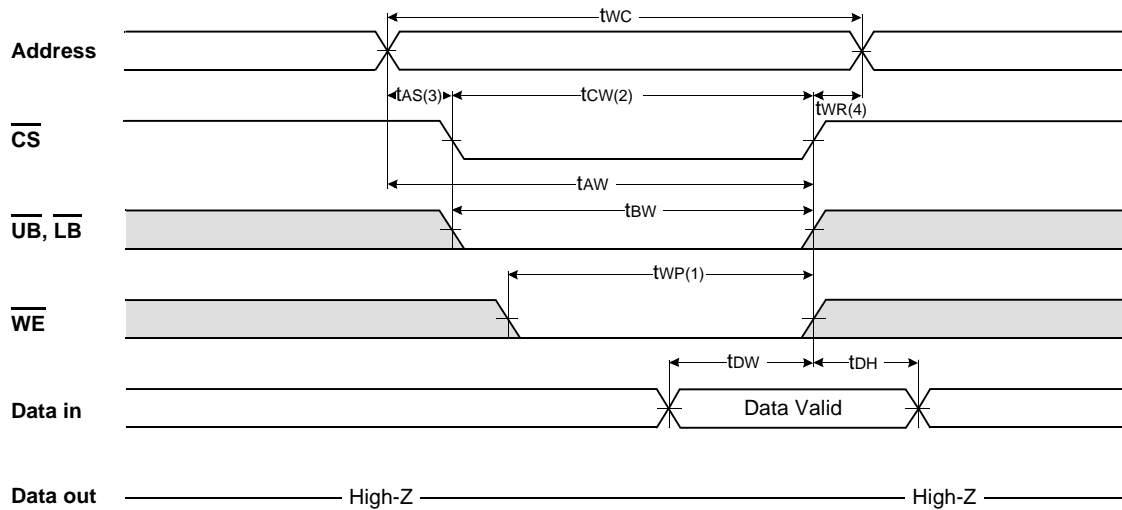 tWC
Address
tAS(3) tCW(2) tWR(4)
CS
tAW
UB, LB
tBW
WE
tWP(1)
tDW tDH
Data in Data Valid
Data out High-Z High-Z